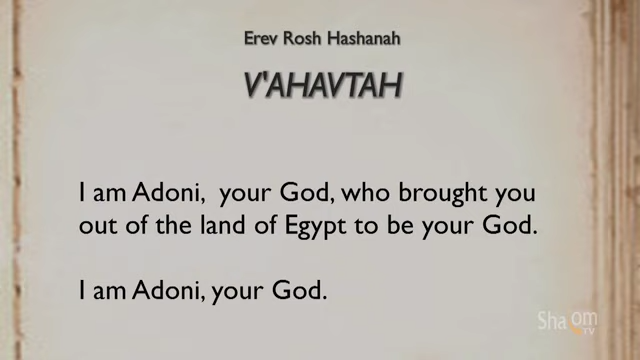 Erev Rosh Hashanah
V'AHAVTAH
I am Adoni, your God, who brought you
out of the land of Egypt to be your God.
I am Adoni, your God.
Shalom
TV